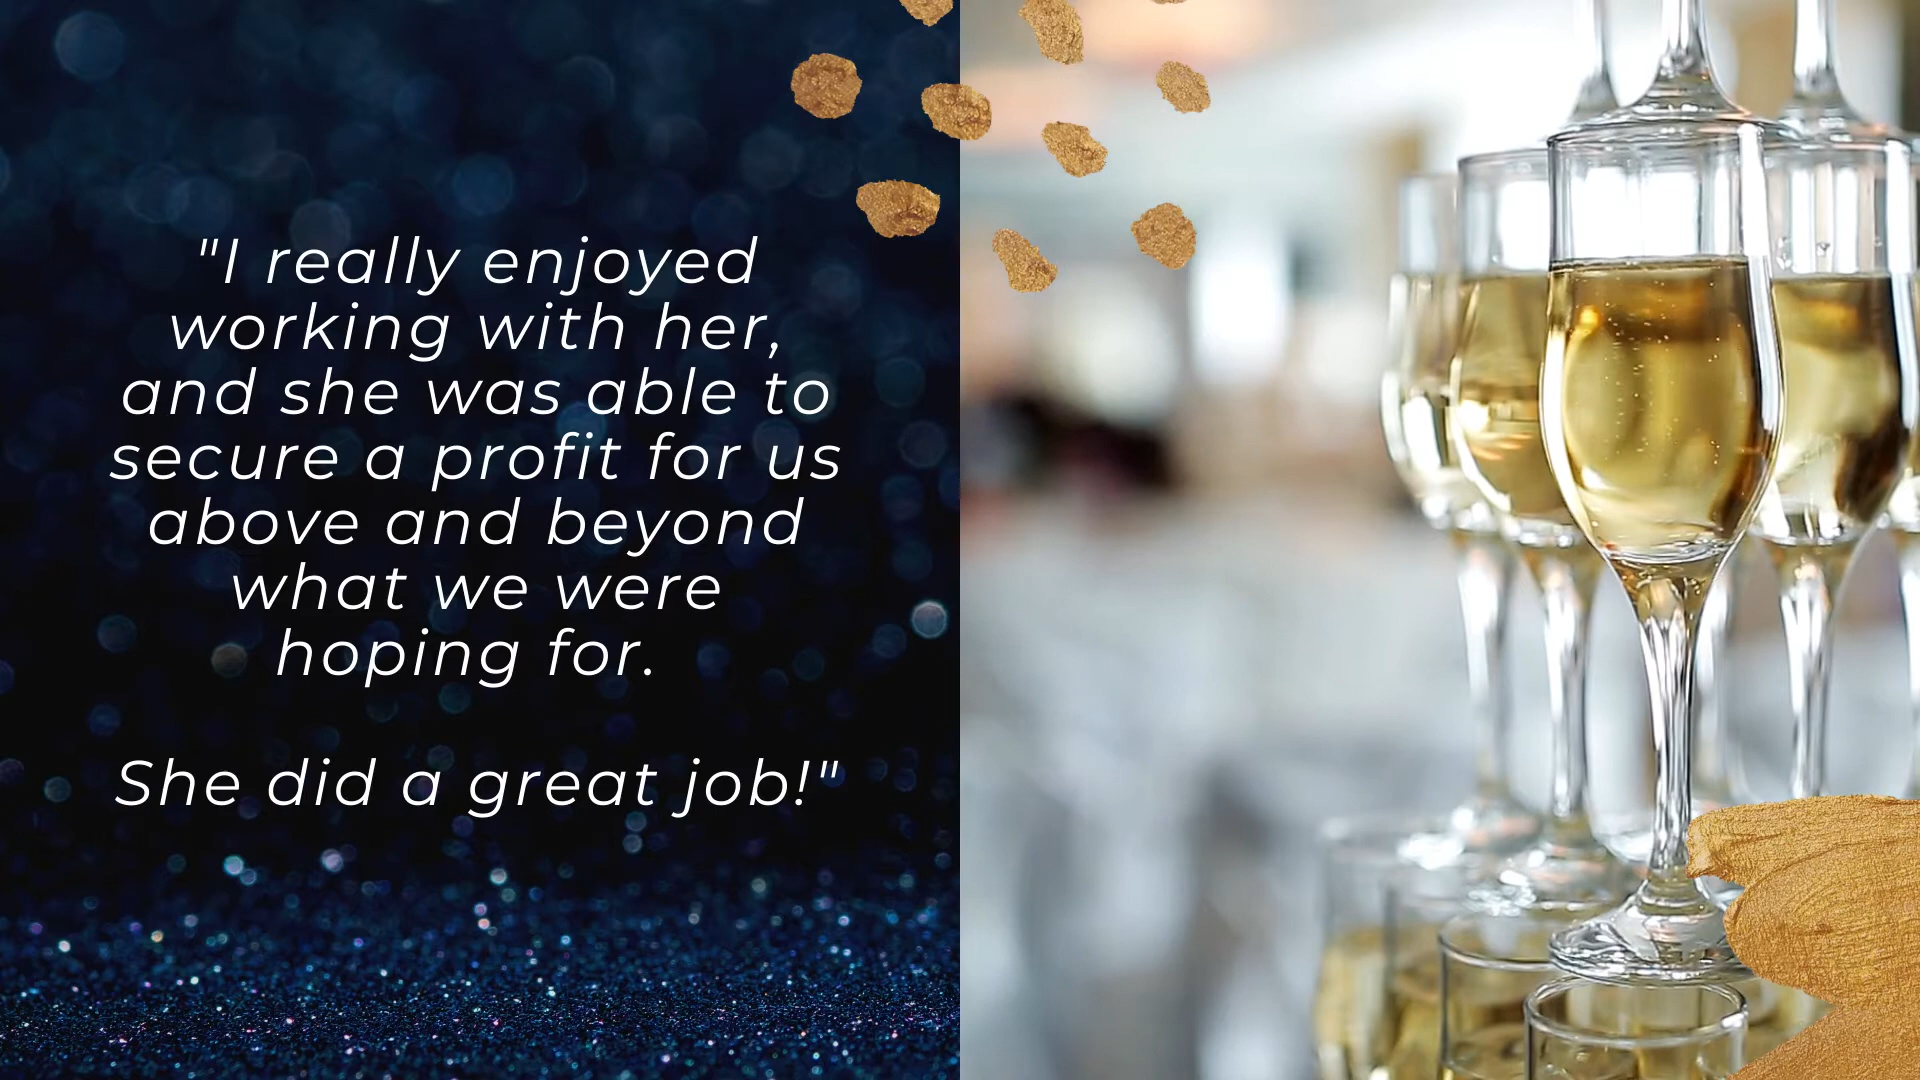 "I really enjoyed
working with her,
and she was able to
secure a profit for us
above and beyond
what we were
hoping for.
She did a great job!"